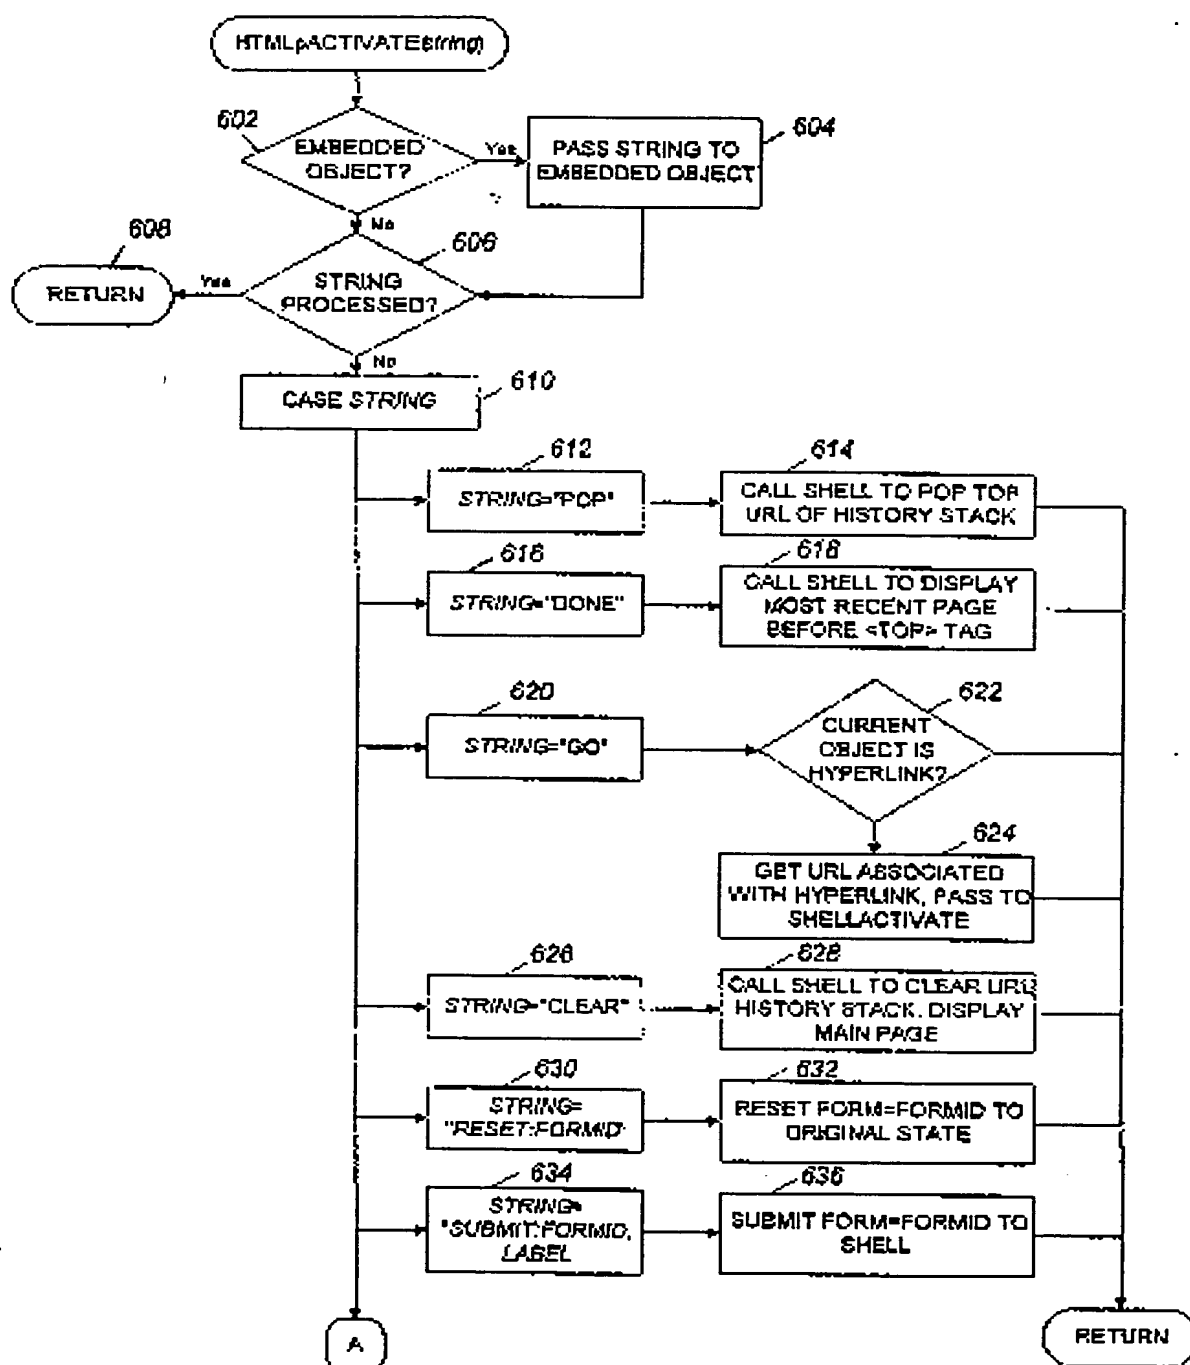 HTMLpACTIVATE(string)
602
EMBEDDED
OBJECT?
Yes
604
PASS STRING TO
EMBEDDED OBJECT
No
608
RETURN
Yes
606
STRING
PROCESSED?
No
610
CASE STRING
612
STRING="POP"
614
CALL SHELL TO POP TOP
URL OF HISTORY STACK
616
STRING="DONE"
618
CALL SHELL TO DISPLAY
MOST RECENT PAGE
BEFORE <TOP> TAG
620
STRING="GO"
622
CURRENT
OBJECT IS
HYPERLINK?
624
GET URL ASSOCIATED
WITH HYPERLINK, PASS TO
SHELLACTIVATE
626
STRING="CLEAR"
628
CALL SHELL TO CLEAR URL
HISTORY STACK. DISPLAY
MAIN PAGE
630
STRING=
"RESET:FORMID
632
RESET FORM=FORMID TO
ORIGINAL STATE
634
STRING=
"SUBMIT:FORMID,
LABEL
636
SUBMIT FORM=FORMID TO
SHELL
A
RETURN